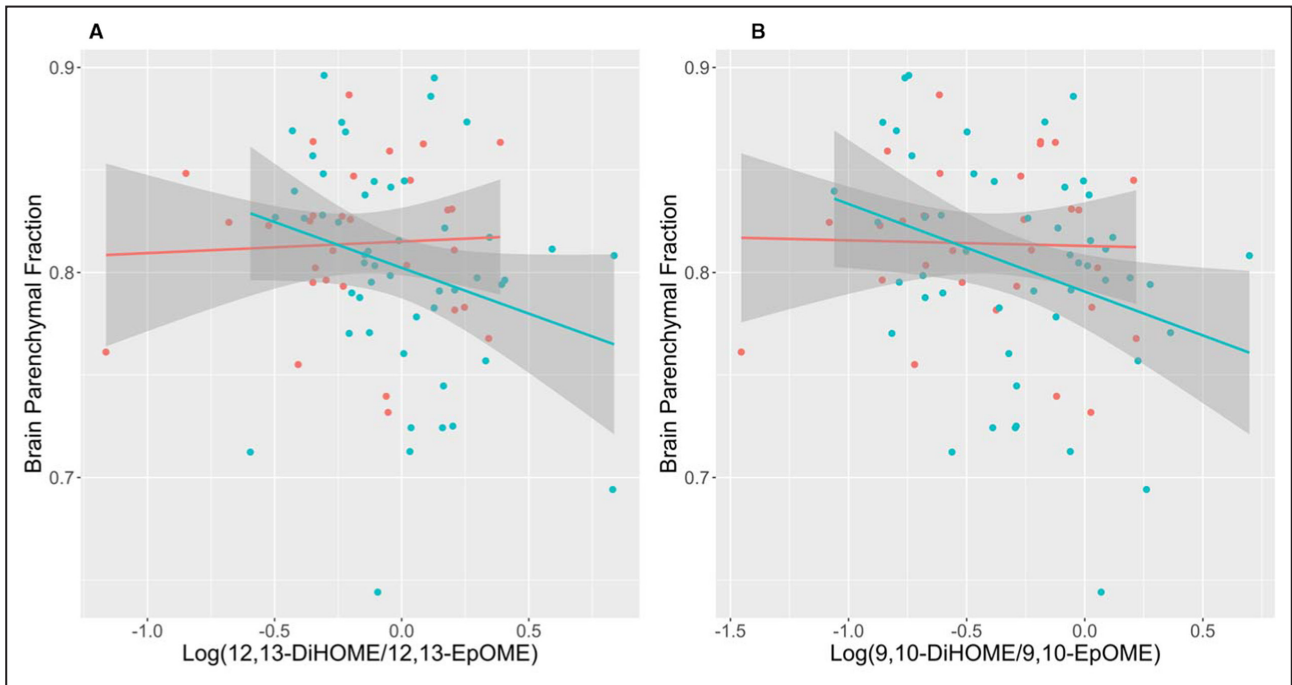 A
B
0.9
0.8
0.7
Brain Parenchymal Fraction
-1.0
-0.5
0.0
0.5
Log(12,13-DiHOME/12,13-EpOME)
0.9
0.8
0.7
Brain Parenchymal Fraction
-1.5
-1.0
-0.5
0.0
0.5
Log(9,10-DiHOME/9,10-EpOME)